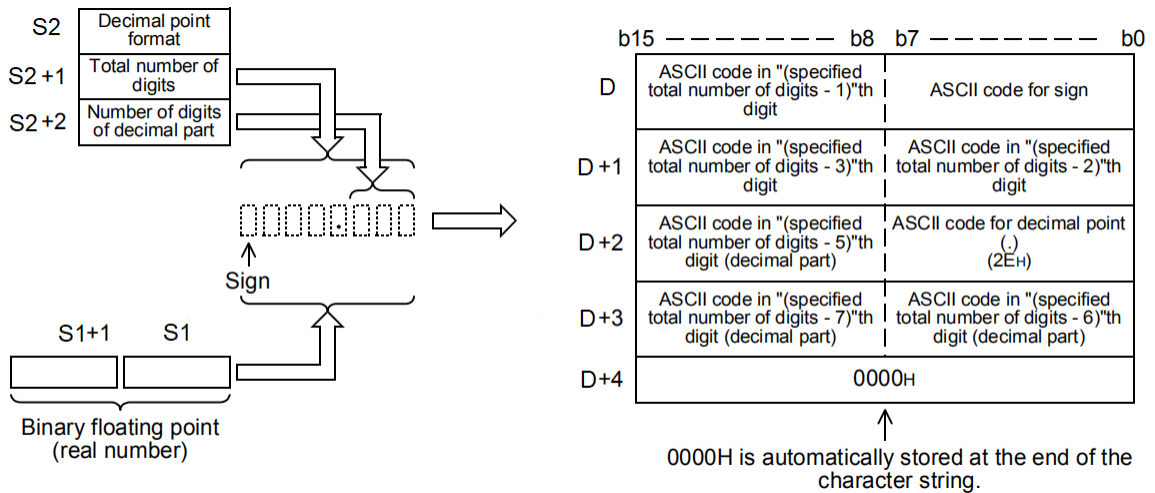 S2
Decimal point
format
S2+1
Total number of
digits
S2+2
Number of digits
of decimal part
.
Sign
S1+1
S1
Binary floating point
(real number)
b15
b8
b7
b0
D
ASCII code in "(specified
total number of digits - 1)"th
digit
ASCII code for sign
D+1
ASCII code in "(specified
total number of digits - 3)"th
digit
ASCII code in "(specified
total number of digits - 2)"th
digit
D+2
ASCII code in "(specified
total number of digits - 5)"th
digit (decimal part)
ASCII code for decimal point
(.)
(2EH)
D+3
ASCII code in "(specified
total number of digits - 7)"th
digit (decimal part)
ASCII code in "(specified
total number of digits - 6)"th
digit (decimal part)
D+4
0000H
0000H is automatically stored at the end of the
character string.